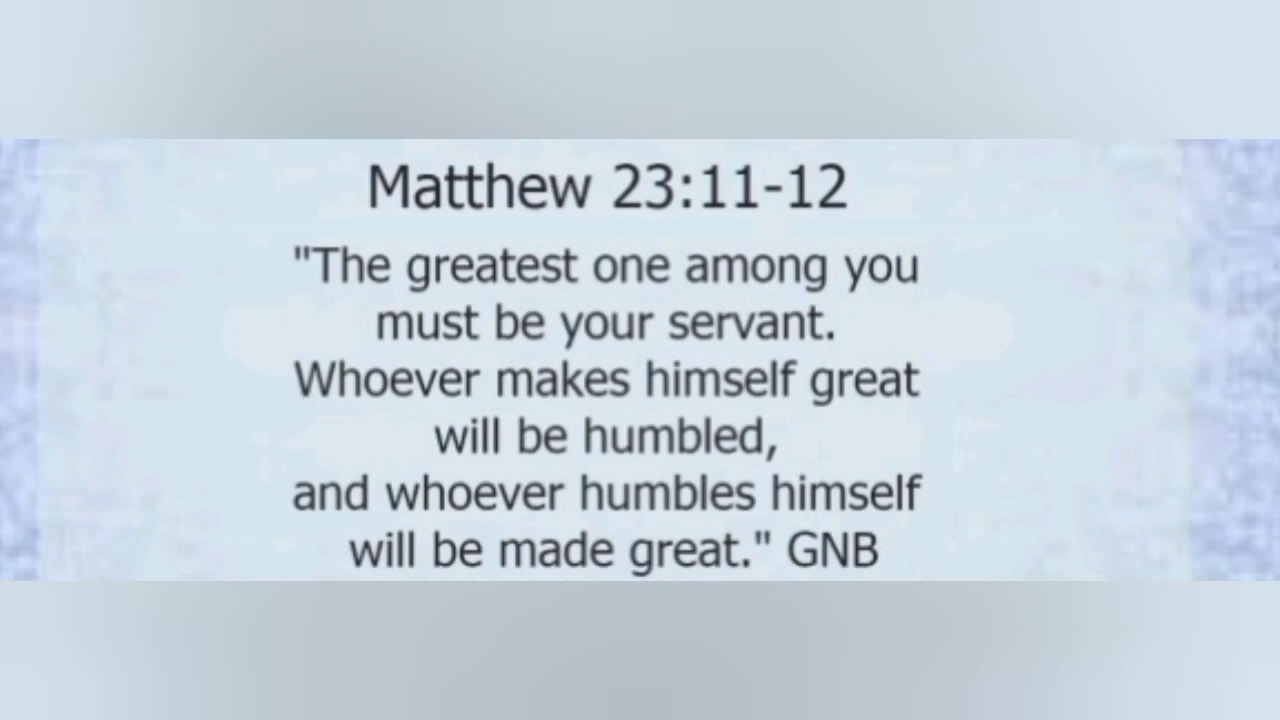 Matthew 23:11-12
"The greatest one among you
must be your servant.
Whoever makes himself great
will be humbled,
and whoever humbles himself
will be made great." GNB